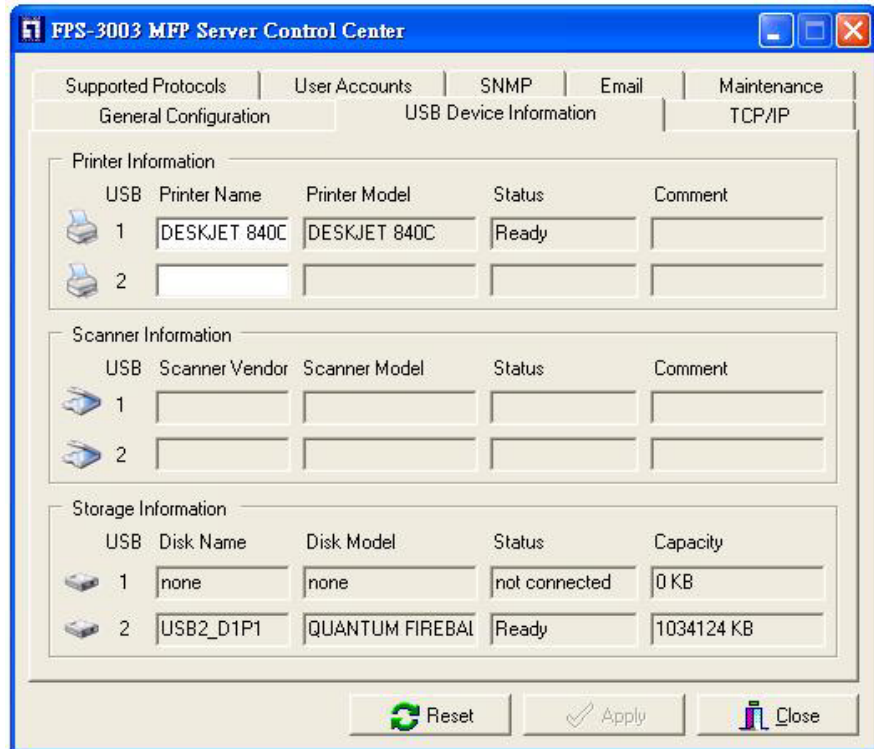 FPS-3003 MFP Server Control Center
Supported Protocols User Accounts SNMP Email Maintenance
General Configuration USB Device Information TCP/IP
Printer Information
USB Printer Name Printer Model Status Comment
1 DESKJET 840C DESKJET 840C Ready
2
Scanner Information
USB Scanner Vendor Scanner Model Status Comment
1
2
Storage Information
USB Disk Name Disk Model Status Capacity
1 none none not connected 0 KB
2 USB2_D1P1 QUANTUM FIREBAL Ready 1034124 KB
Reset Apply Close